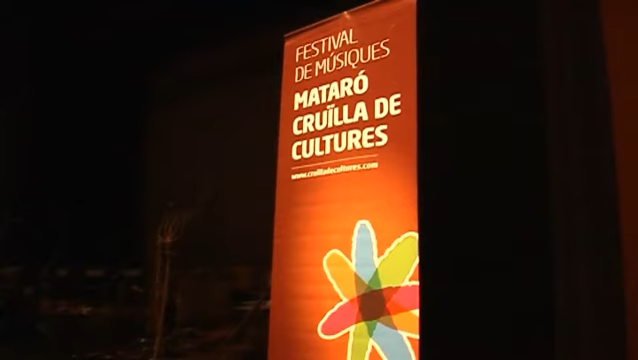 FESTIVAL
DE MÚSIQUES
MATARÓ
CRUÏLLA DE
CULTURES
www.cruilladecultures.com